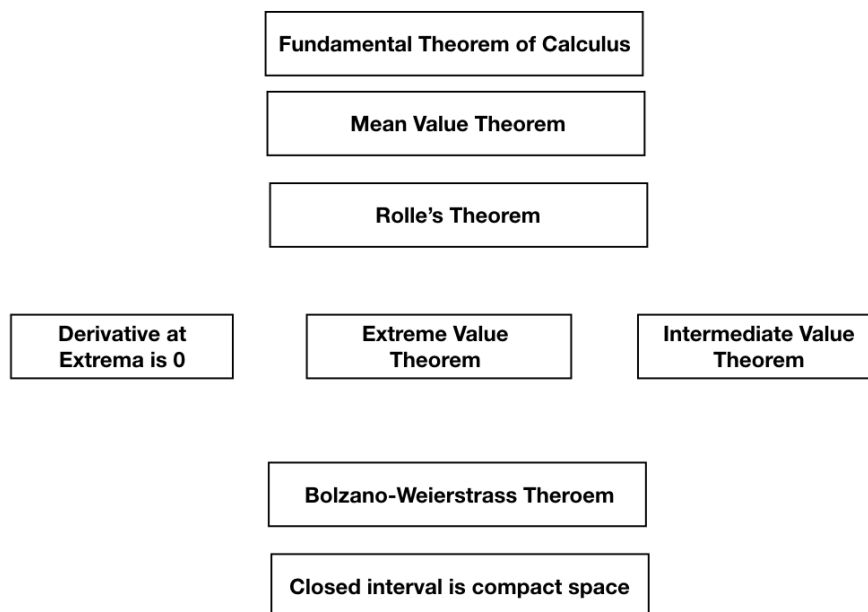 Fundamental Theorem of Calculus
Mean Value Theorem
Rolle’s Theorem
Derivative at
Extrema is 0
Extreme Value
Theorem
Intermediate Value
Theorem
Bolzano-Weierstrass Theroem
Closed interval is compact space